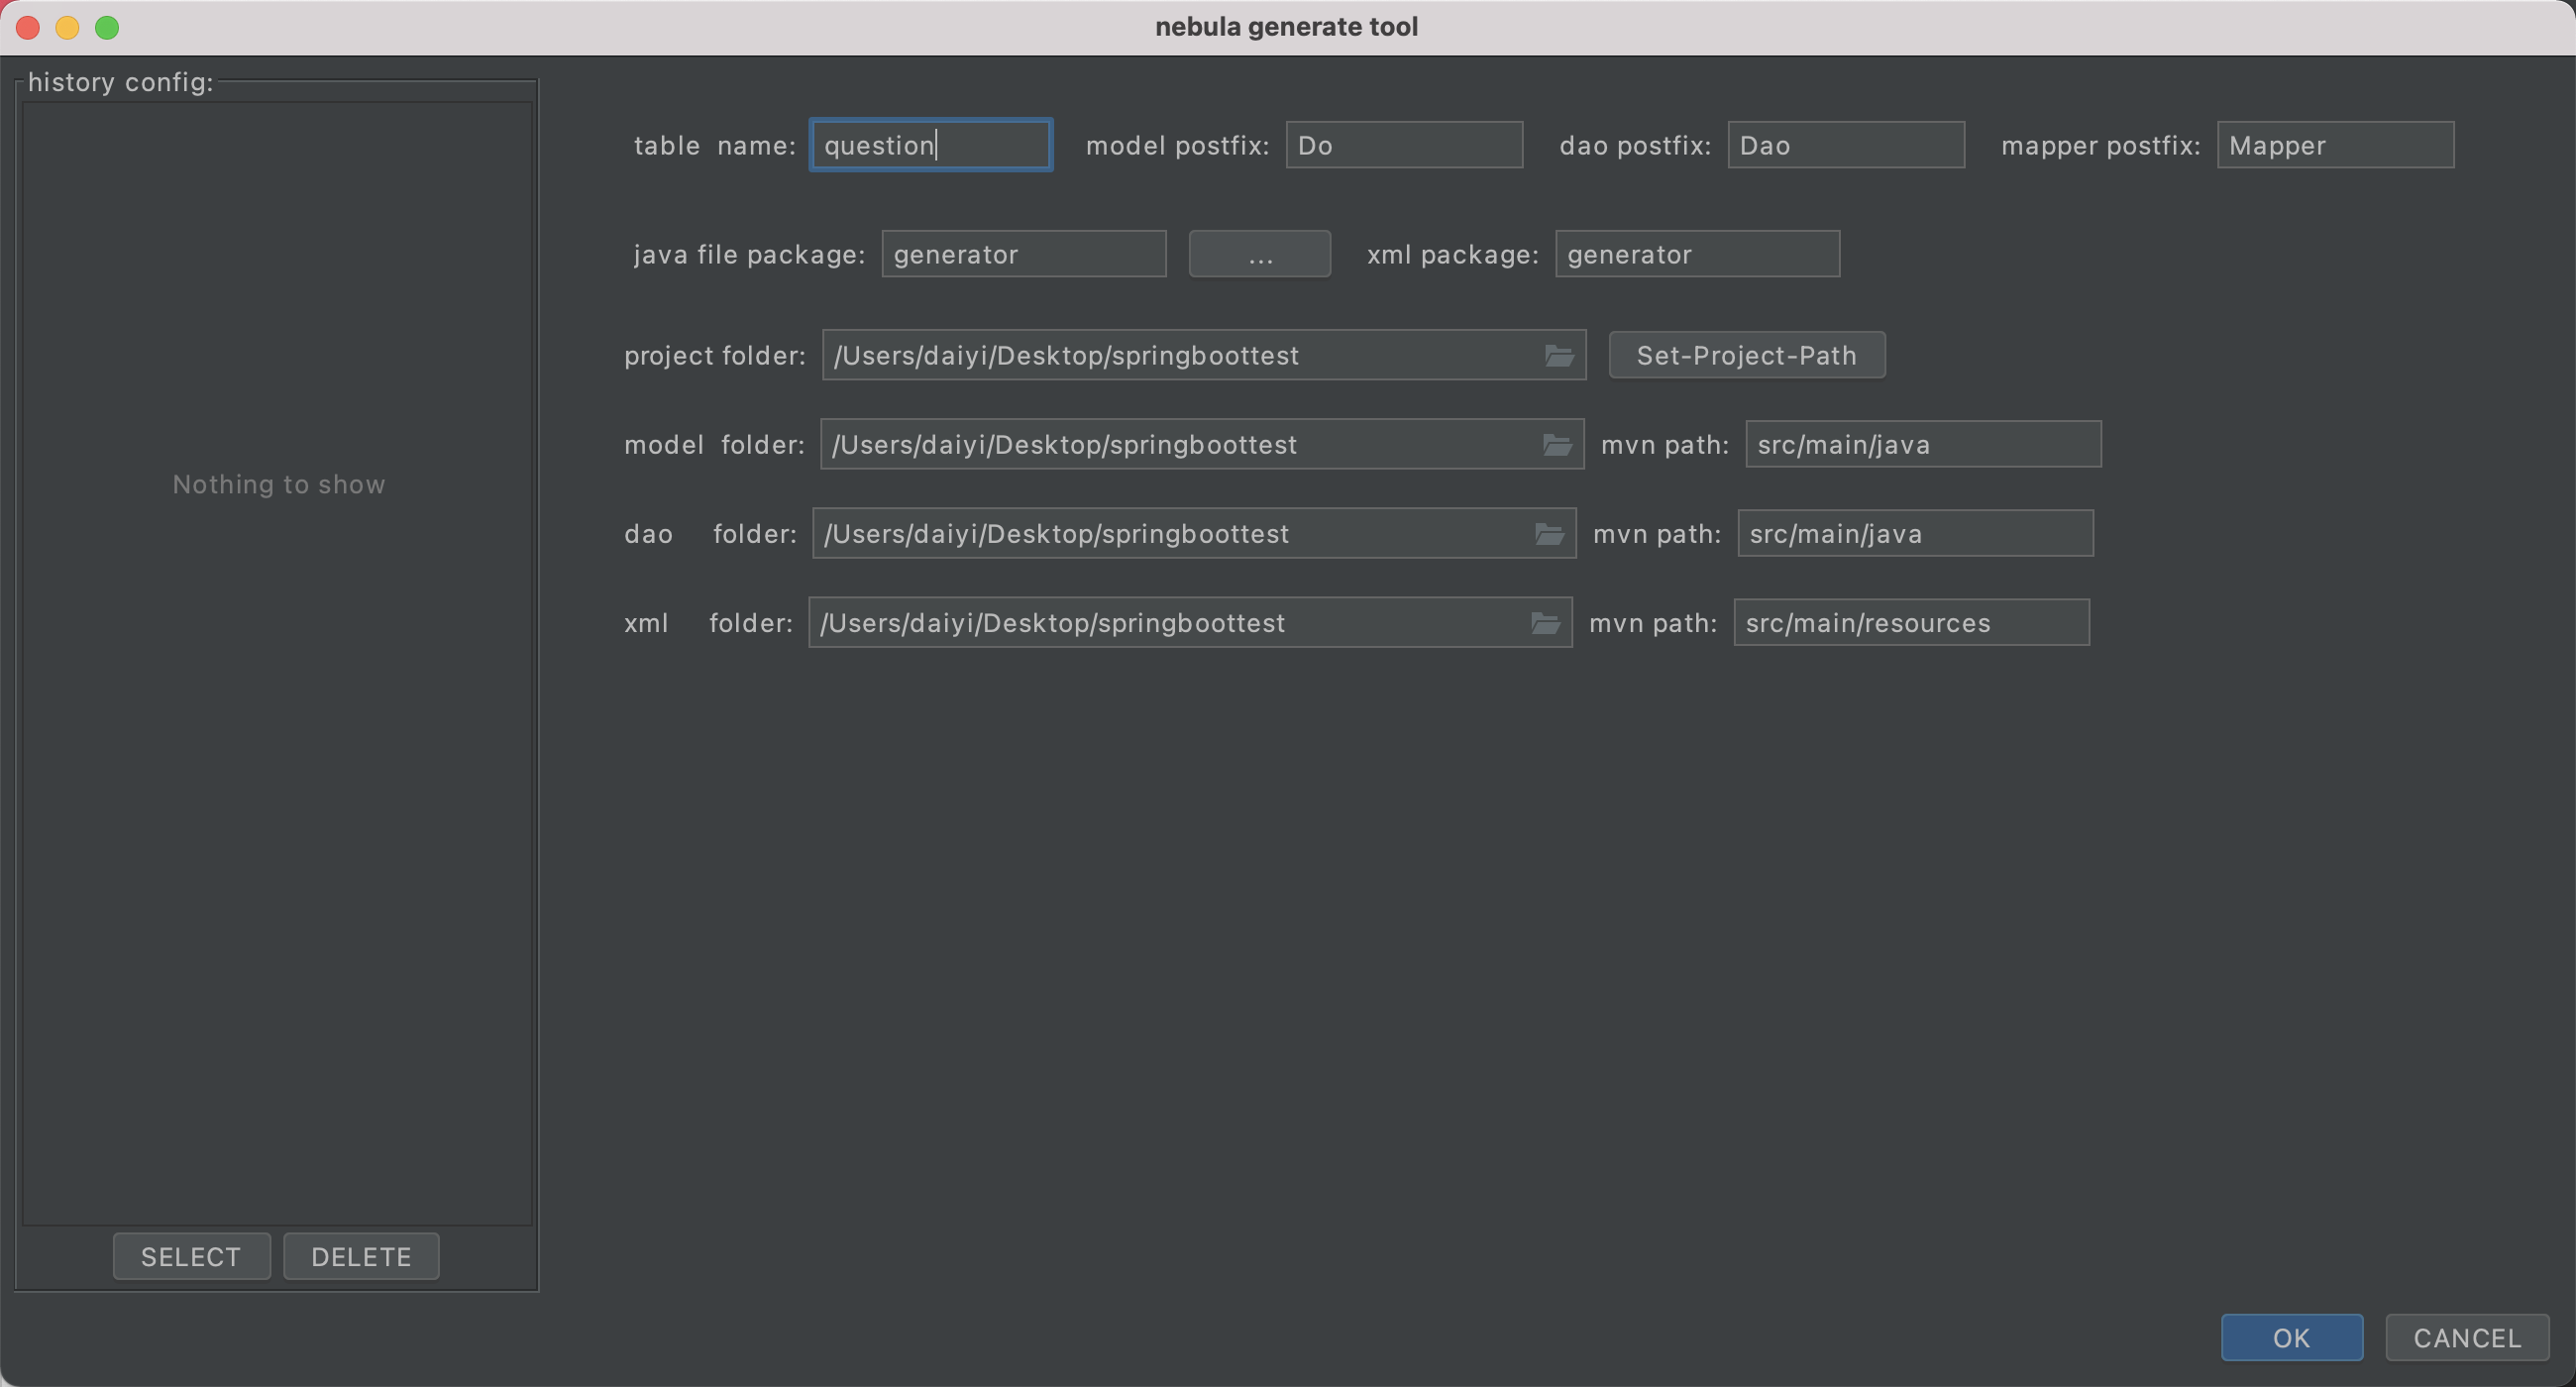 nebula generate tool
history config:
Nothing to show
SELECT DELETE
table name: question model postfix: Do dao postfix: Dao mapper postfix: Mapper
java file package: generator ... xml package: generator
project folder: /Users/daiyi/Desktop/springboottest Set-Project-Path
model folder: /Users/daiyi/Desktop/springboottest mvn path: src/main/java
dao folder: /Users/daiyi/Desktop/springboottest mvn path: src/main/java
xml folder: /Users/daiyi/Desktop/springboottest mvn path: src/main/resources
OK CANCEL